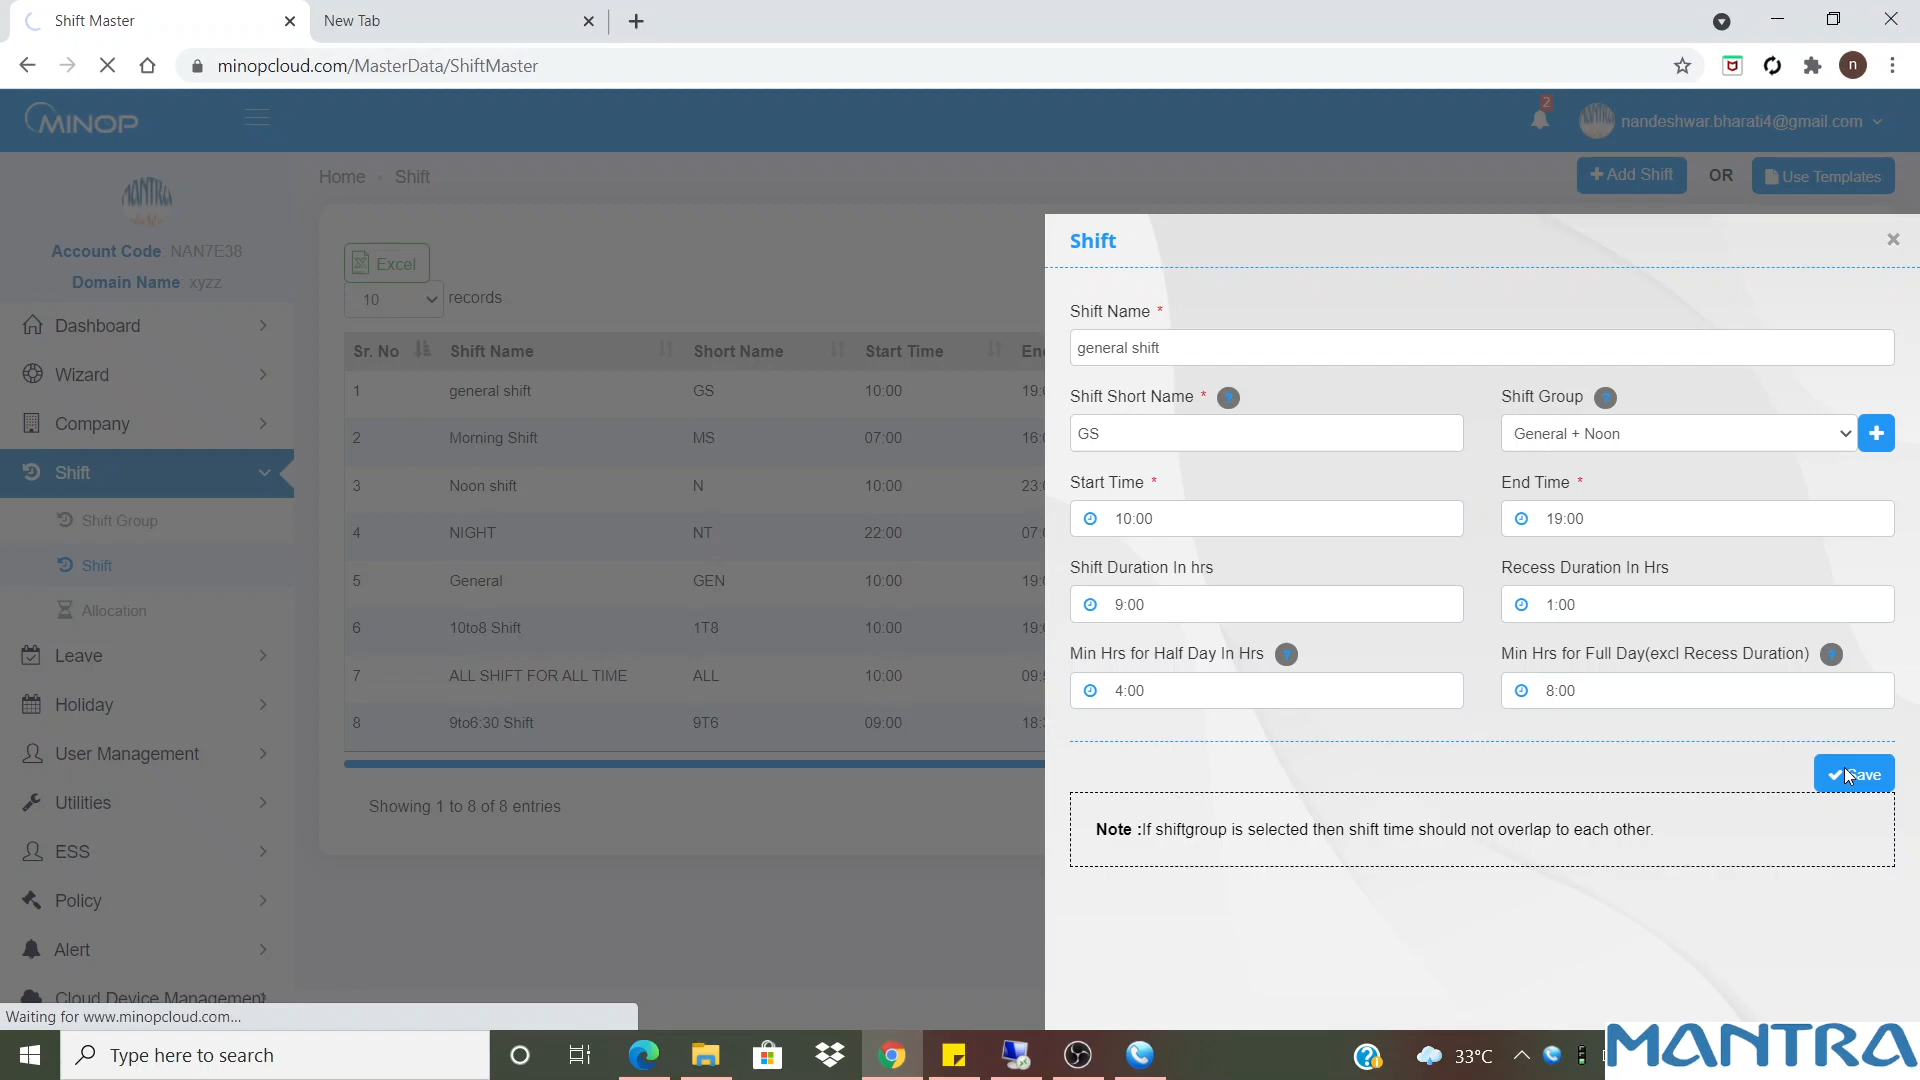 Shift Master
New Tab
minopcloud.com/MasterData/ShiftMaster
n
MINOP
2
nandeshwar.bharati4@gmail.com
MANTRA
Account Code NAN7E38
Domain Name xyzz
Dashboard
Wizard
Company
Shift
Shift Group
Shift
Allocation
Leave
Holiday
User Management
Utilities
ESS
Policy
Alert
Cloud Device Management
Home - Shift
+ Add Shift OR Use Templates
Excel
10 records
Sr. No Shift Name Short Name Start Time
1 general shift GS 10:00
2 Morning Shift MS 07:00
3 Noon shift N 10:00
4 NIGHT NT 22:00
5 General GEN 10:00
6 10to8 Shift 1T8 10:00
7 ALL SHIFT FOR ALL TIME ALL 10:00
8 9to6:30 Shift 9T6 09:00
Showing 1 to 8 of 8 entries
Shift
Shift Name *
general shift
Shift Short Name * ? Shift Group ?
GS General + Noon
Start Time * End Time *
10:00 19:00
Shift Duration In hrs Recess Duration In Hrs
9:00 1:00
Min Hrs for Half Day In Hrs ? Min Hrs for Full Day(excl Recess Duration) ?
4:00 8:00
Save
Note :If shiftgroup is selected then shift time should not overlap to each other.
Waiting for www.minopcloud.com...
Type here to search
33°C
MANTRA